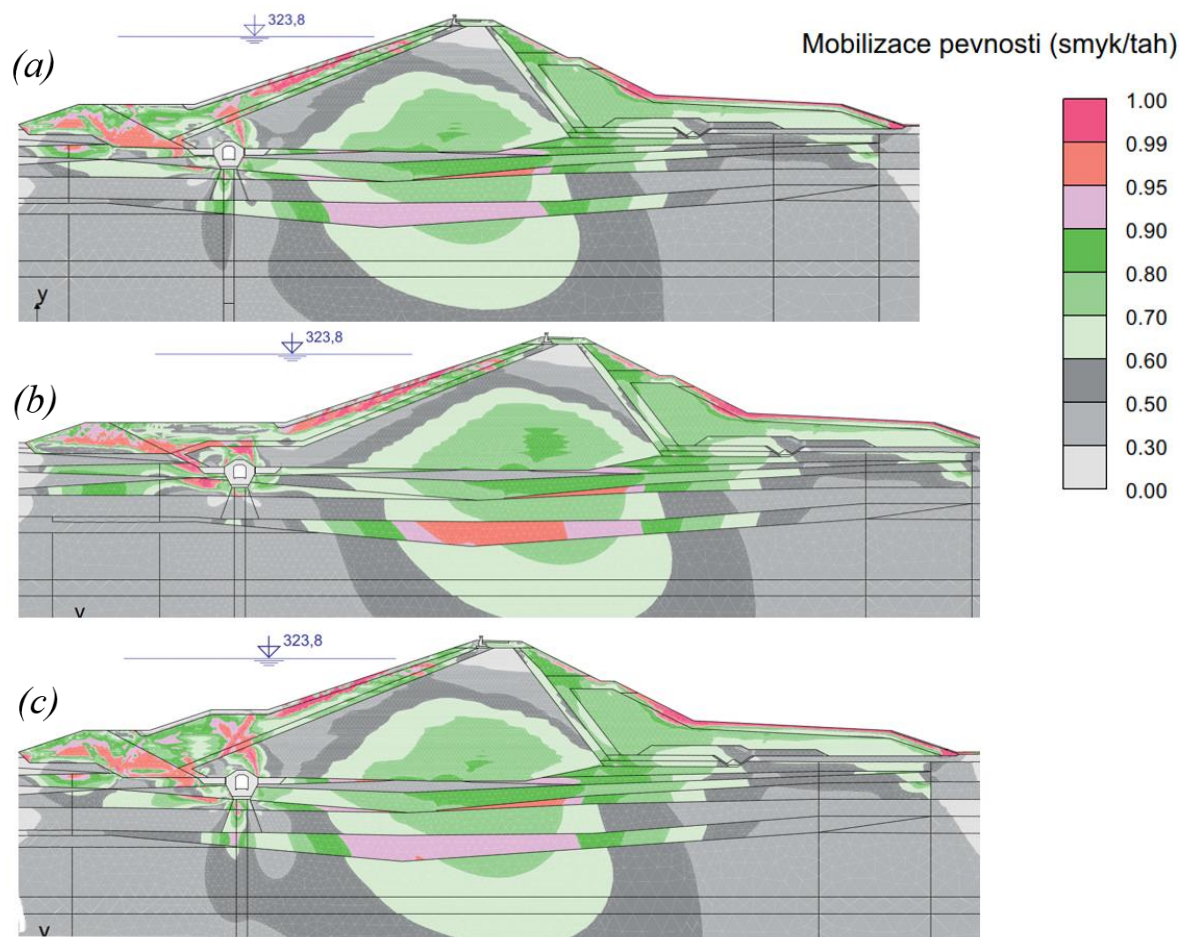 323,8
(a)
Mobilizace pevnosti (smyk/tah)
1.00
0.99
0.95
0.90
0.80
0.70
0.60
0.50
0.30
0.00
y
323,8
(b)
y
323,8
(c)
y